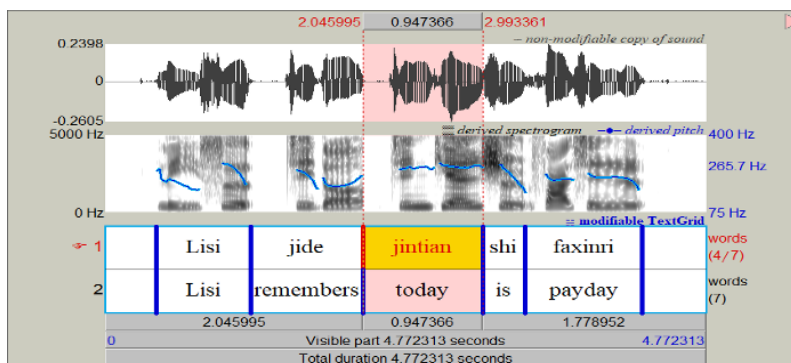 2.045995 0.947366 2.993361
0.2398 non-modifiable copy of sound
0
-0.2605
5000 Hz derived spectrogram derived pitch 400 Hz
265.7 Hz
0 Hz 75 Hz
modifiable TextGrid
1 Lisi jide jintian shi faxinri words (4/7)
2 Lisi remembers today is payday words (7)
2.045995 0.947366 1.778952
0 Visible part 4.772313 seconds 4.772313
Total duration 4.772313 seconds